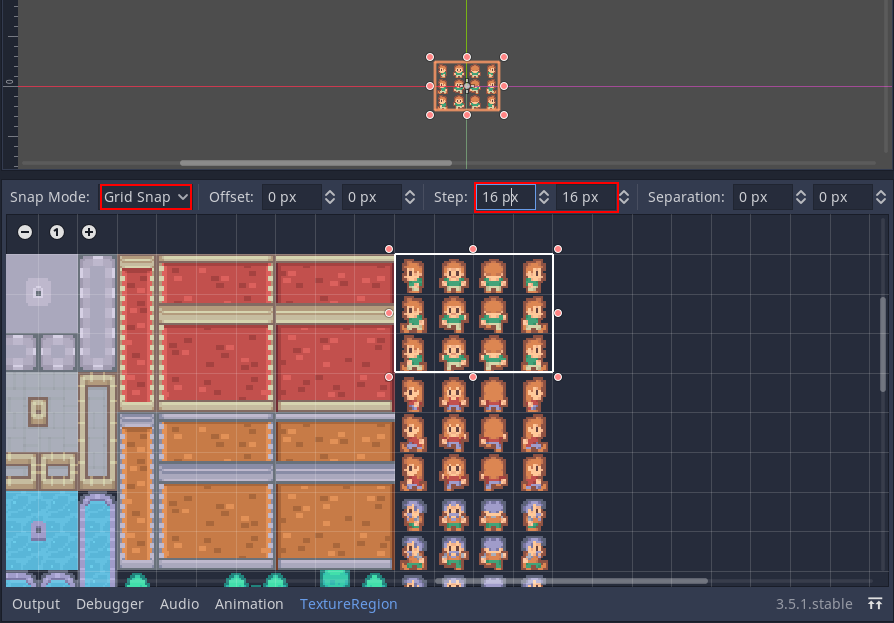 0
Snap Mode: Grid Snap Offset: 0 px 0 px Step: 16 px 16 px Separation: 0 px 0 px
1
Output Debugger Audio Animation TextureRegion 3.5.1.stable